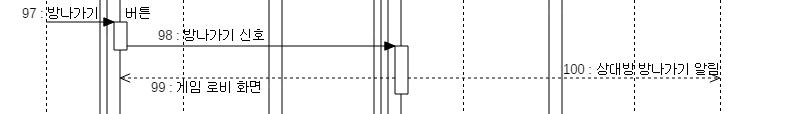 97 : 방나가기 버튼
98 : 방나가기 신호
100 : 상대방 방나가기 알림
99 : 게임 로비 화면